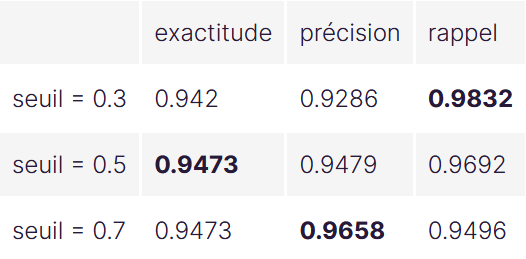 exactitude précision rappel
seuil = 0.3 0.942 0.9286 0.9832
seuil = 0.5 0.9473 0.9479 0.9692
seuil = 0.7 0.9473 0.9658 0.9496